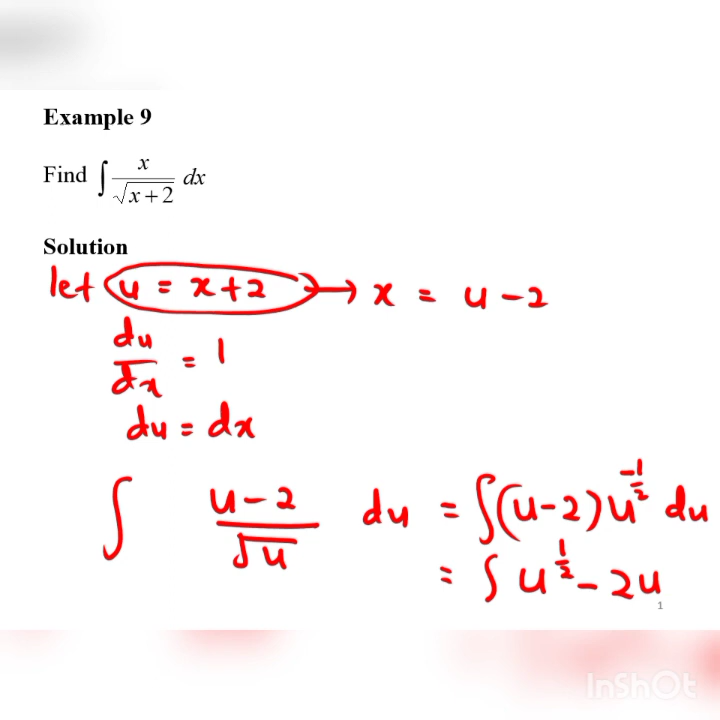 Example 9
Find ∫ x/√(x+2) dx
Solution
let u = x+2 → x = u-2
du/dx = 1
du = dx
∫ (u-2)/√u du = ∫(u-2)u^(-1/2) du
= ∫ u^(1/2) - 2u
1
InShOt